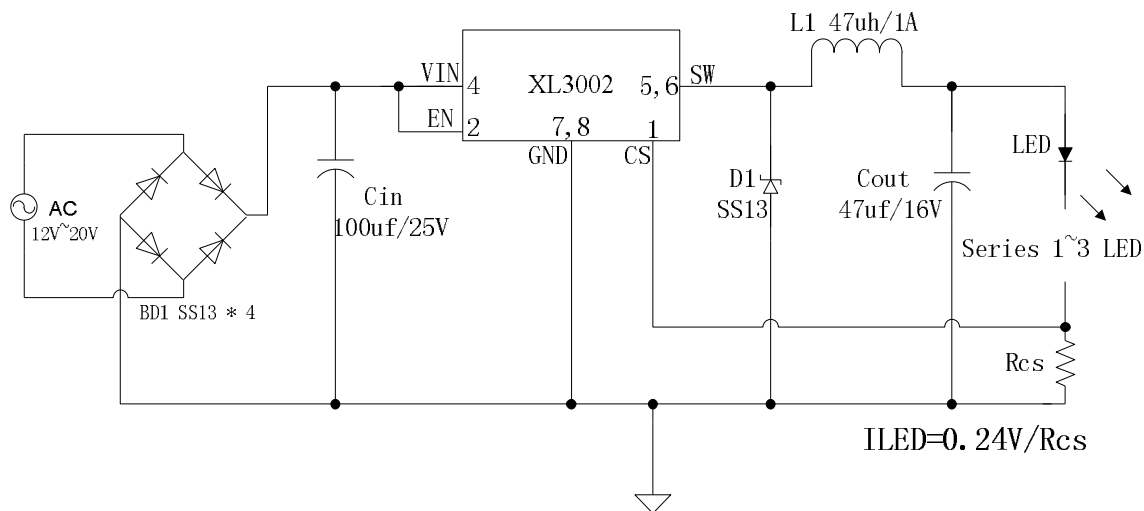 L1 47uh/1A
VIN
4
XL3002
5,6
SW
EN
2
7,8
1
GND
CS
AC
12V~20V
Cin
100uf/25V
BD1 SS13 * 4
D1
SS13
Cout
47uf/16V
LED
Series 1~3 LED
Rcs
ILED=0.24V/Rcs